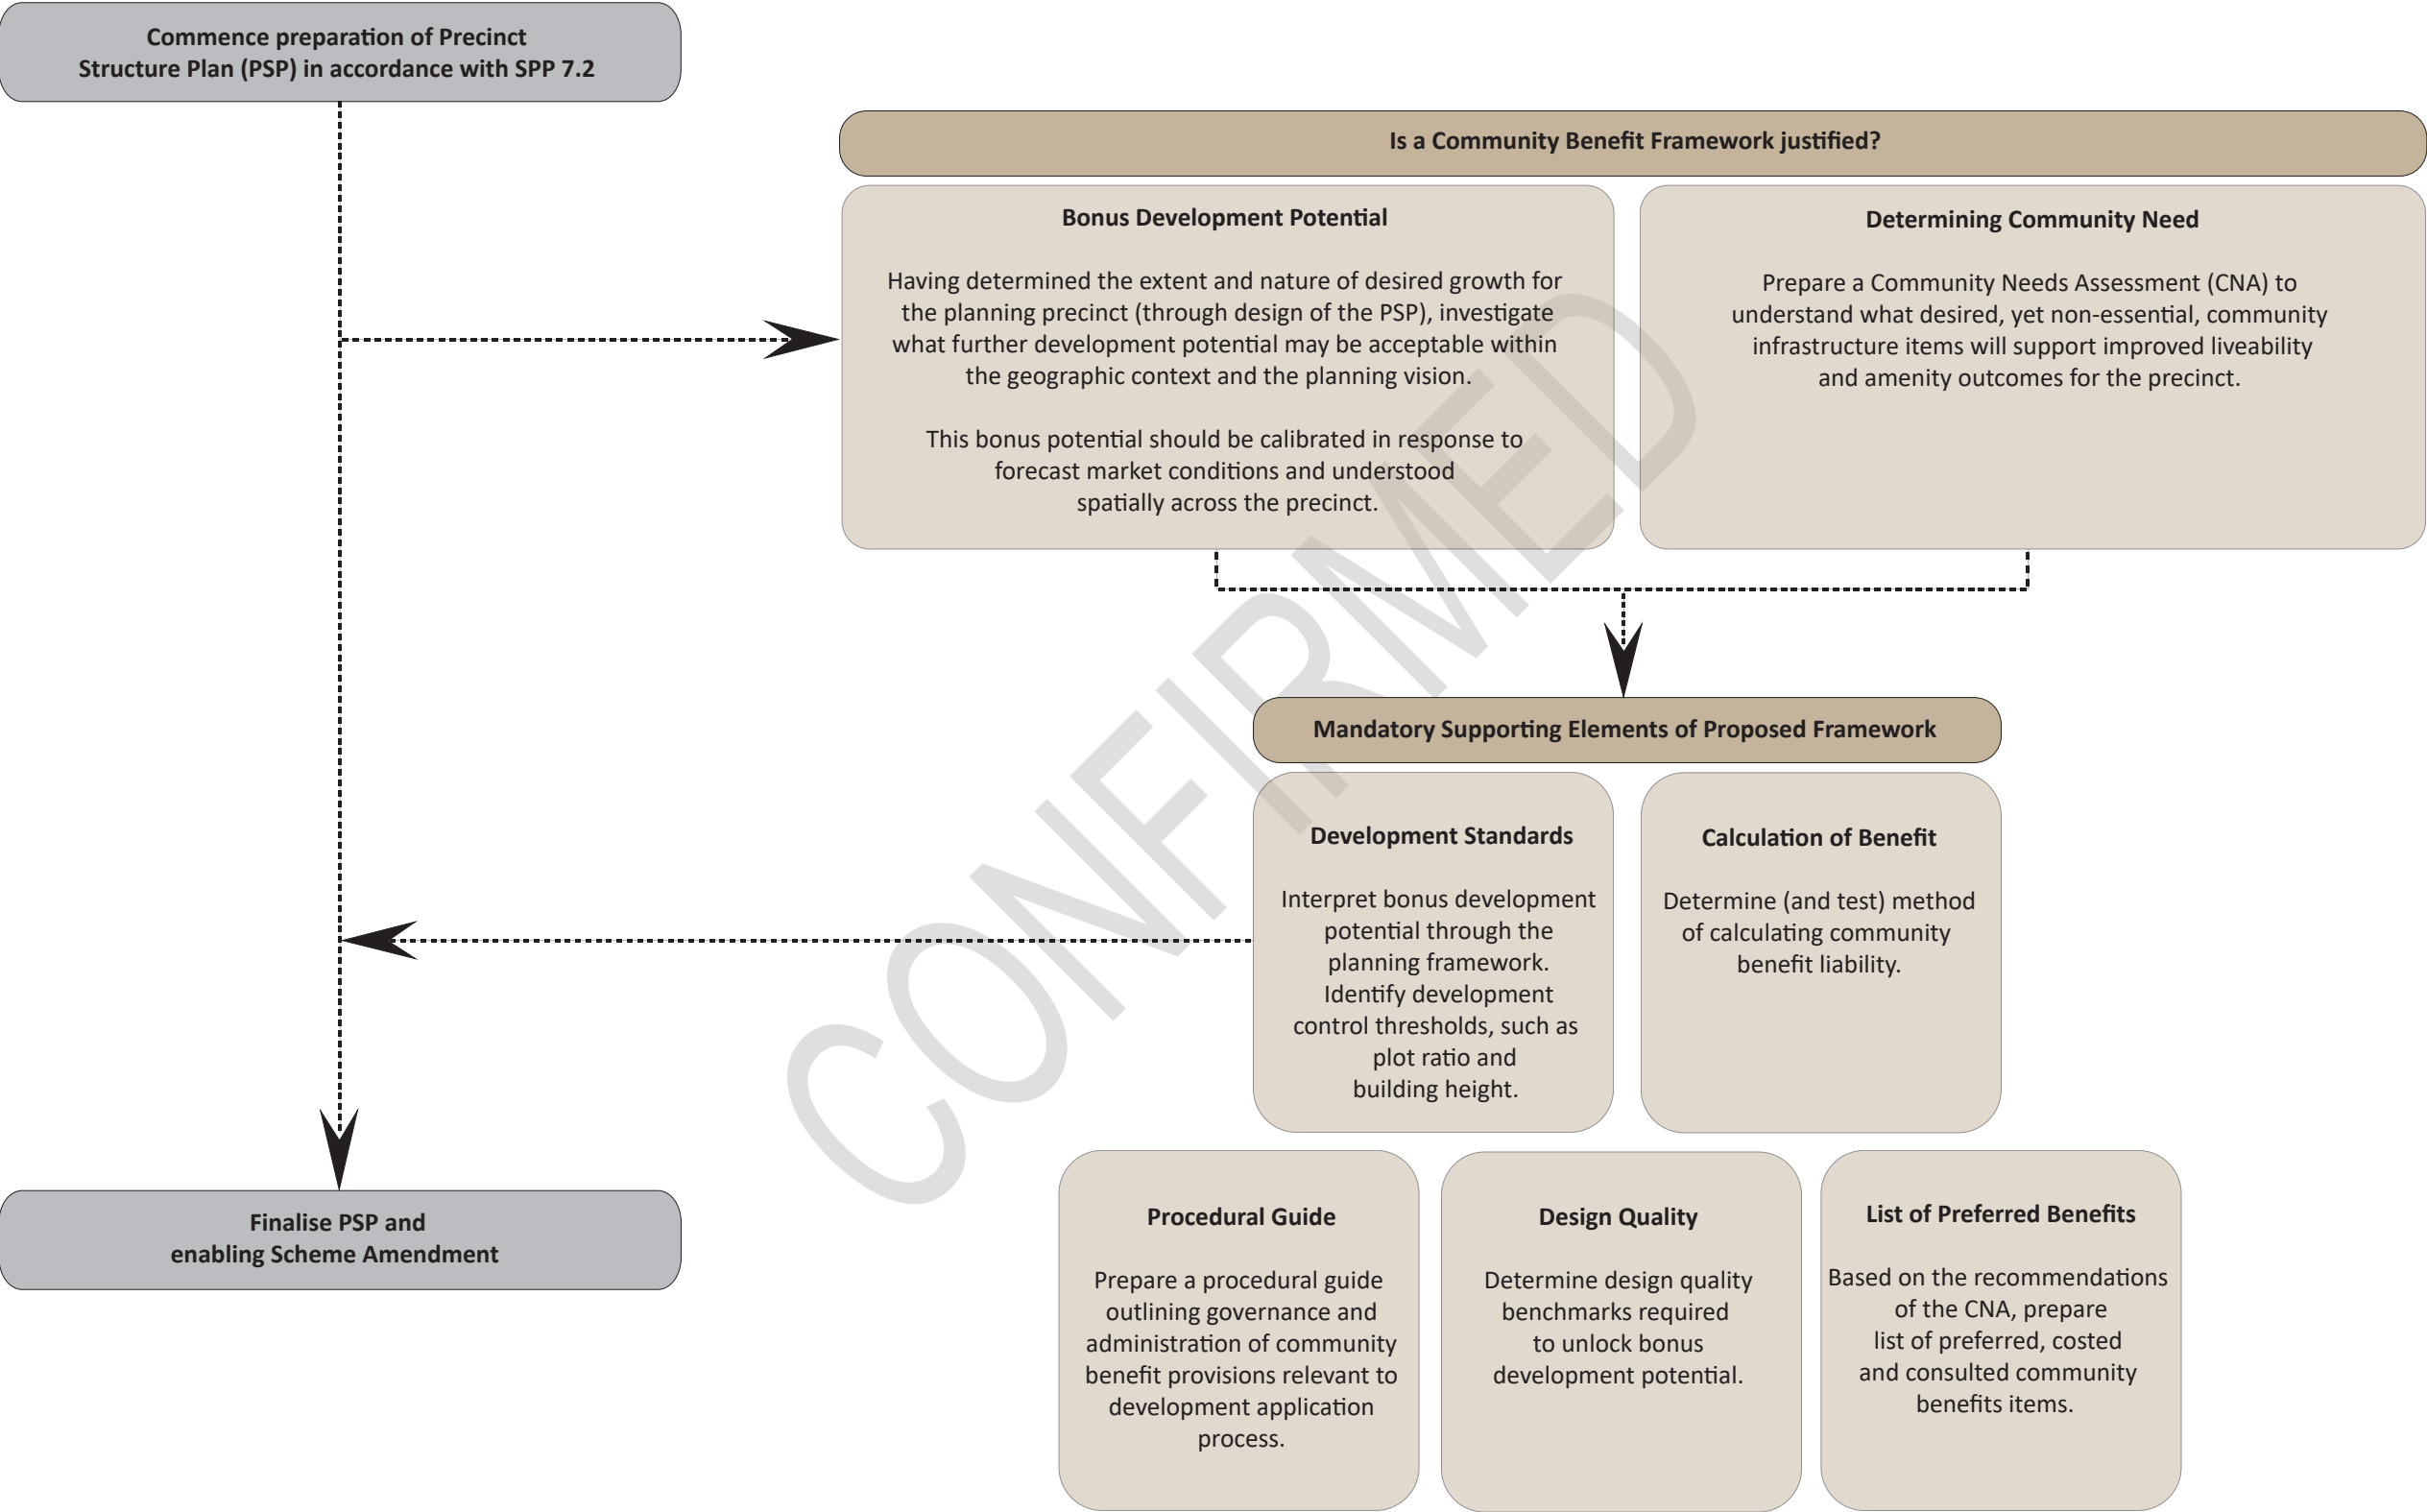 Commence preparation of Precinct
Structure Plan (PSP) in accordance with SPP 7.2
Is a Community Benefit Framework justified?
Bonus Development Potential
Having determined the extent and nature of desired growth for
the planning precinct (through design of the PSP), investigate
what further development potential may be acceptable within
the geographic context and the planning vision.
This bonus potential should be calibrated in response to
forecast market conditions and understood
spatially across the precinct.
Determining Community Need
Prepare a Community Needs Assessment (CNA) to
understand what desired, yet non-essential, community
infrastructure items will support improved liveability
and amenity outcomes for the precinct.
Mandatory Supporting Elements of Proposed Framework
Development Standards
Interpret bonus development
potential through the
planning framework.
Identify development
control thresholds, such as
plot ratio and
building height.
Calculation of Benefit
Determine (and test) method
of calculating community
benefit liability.
Procedural Guide
Prepare a procedural guide
outlining governance and
administration of community
benefit provisions relevant to
development application
process.
Design Quality
Determine design quality
benchmarks required
to unlock bonus
development potential.
List of Preferred Benefits
Based on the recommendations
of the CNA, prepare
list of preferred, costed
and consulted community
benefits items.
Finalise PSP and
enabling Scheme Amendment
CONFIRMED